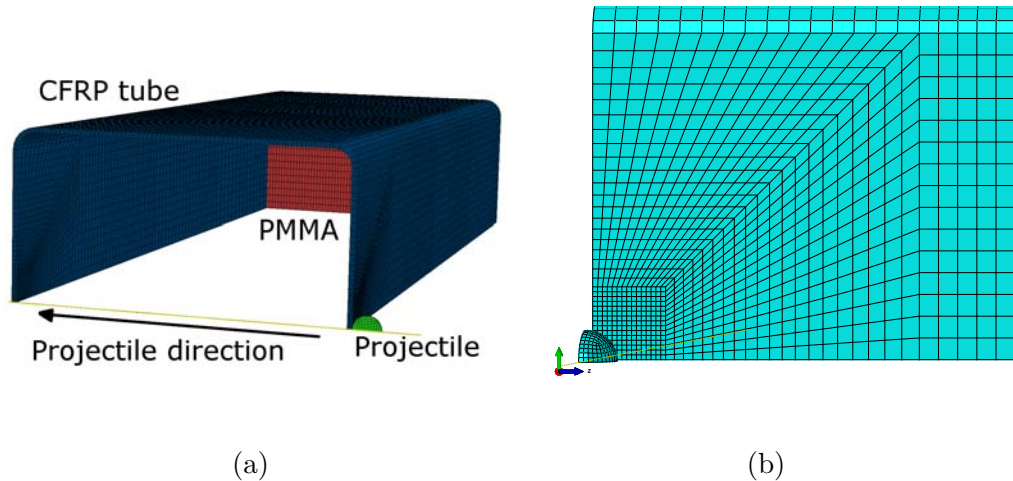 CFRP tube
PMMA
Projectile direction
Projectile
z
(a)
(b)